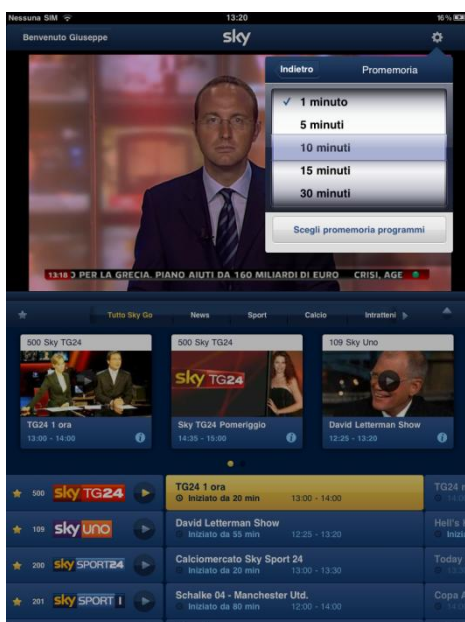 Nessuna SIM 13:20 16%
Benvenuto Giuseppe sky
Indietro Promemoria
✓ 1 minuto
5 minuti
10 minuti
15 minuti
30 minuti
Scegli promemoria programmi
13:18 PER LA GRECIA. PIANO AIUTI DA 160 MILIARDI DI EURO CRISI, AGE
Tutto Sky Go News Sport Calcio Intratteni
500 Sky TG24 500 Sky TG24 109 Sky Uno
sky TG24
TG24 1 ora Sky TG24 Pomeriggio David Letterman Show
13:00 - 14:00 14:35 - 15:00 12:25 - 13:20
500 sky TG24 TG24 1 ora TG24
Iniziato da 20 min 13:00 - 14:00
109 sky uno David Letterman Show 12:25 - 13:20 Hell's
Iniziato da 55 min Inizi
200 sky SPORT24 Calciomercato Sky Sport 24 Today
Iniziato da 20 min 13:00 - 13:30
201 sky SPORT 1 Schalke 04 - Manchester Utd. Copa A
Iniziato da 80 min 12:00 - 14:00